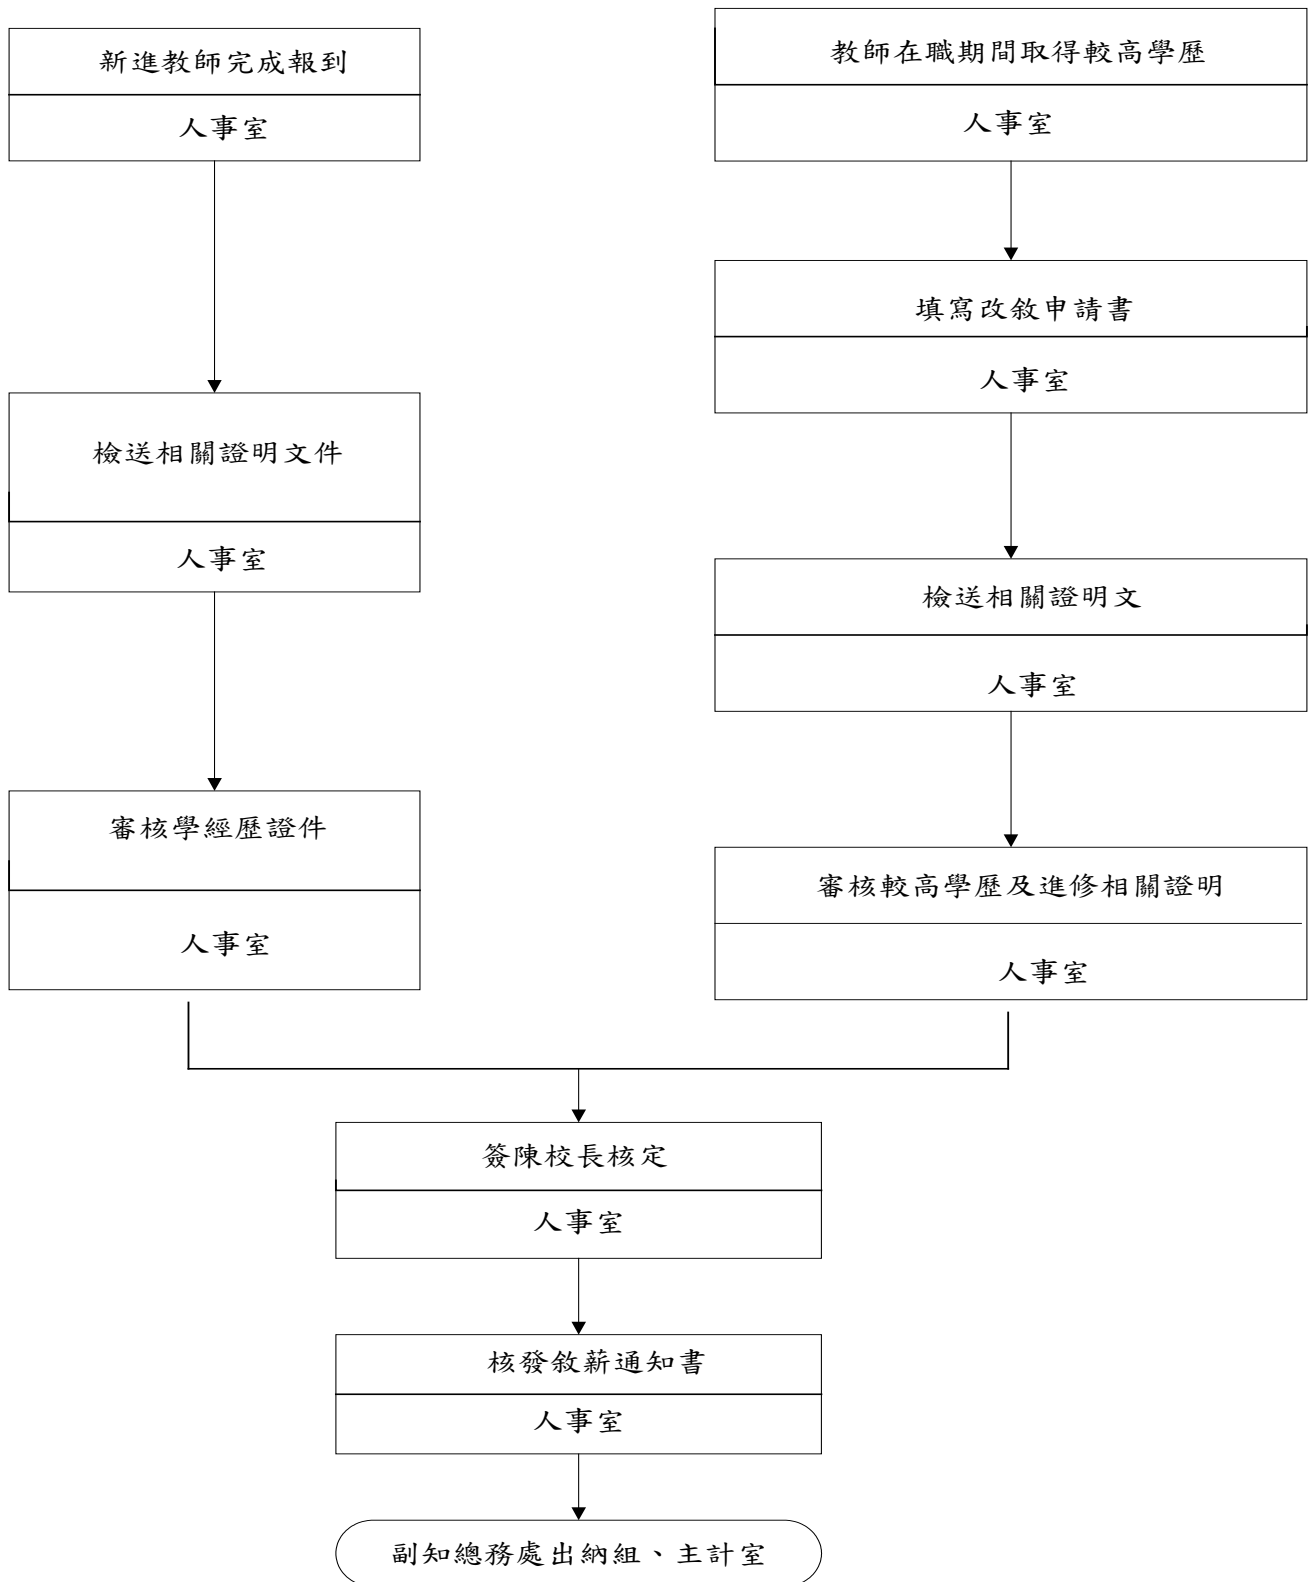 新進教師完成報到
人事室
檢送相關證明文件
人事室
審核學經歷證件
人事室
教師在職期間取得較高學歷
人事室
填寫改敘申請書
人事室
檢送相關證明文
人事室
審核較高學歷及進修相關證明
人事室
簽陳校長核定
人事室
核發敘薪通知書
人事室
副知總務處出納組、主計室